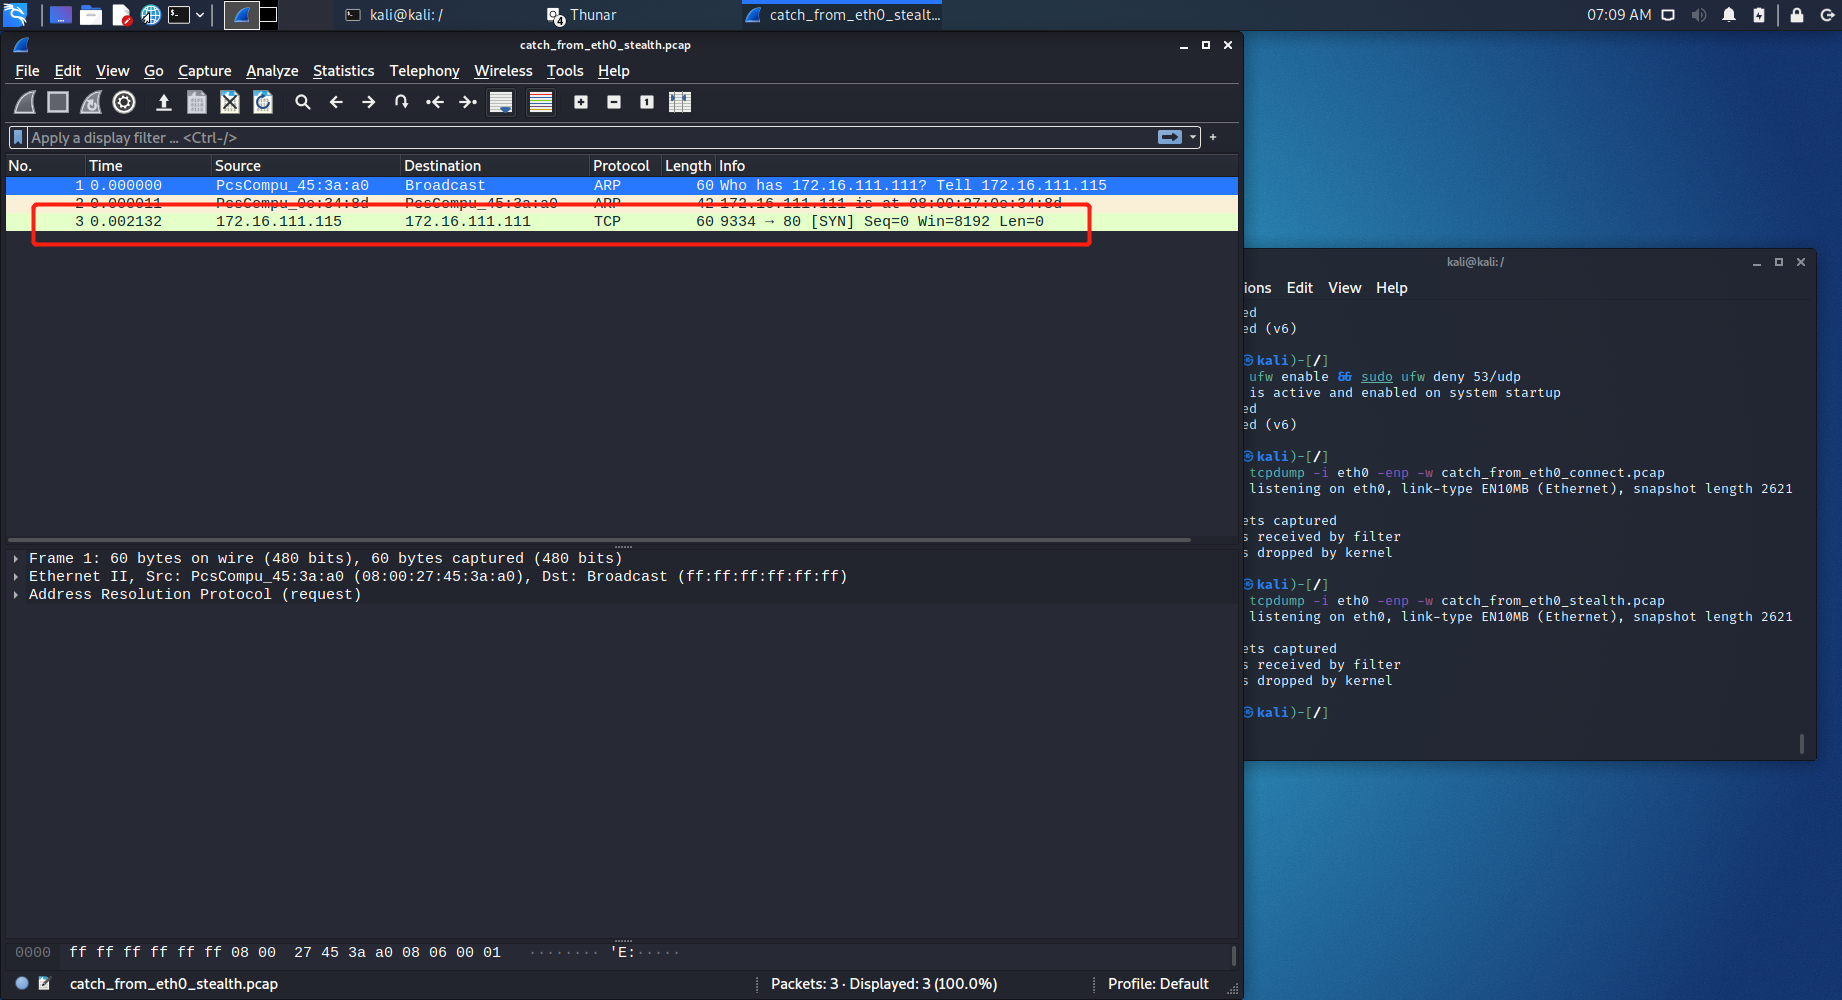 kali@kali: /
4
Thunar
catch_from_eth0_stealt...
07:09 AM
catch_from_eth0_stealth.pcap
File Edit View Go Capture Analyze Statistics Telephony Wireless Tools Help
Apply a display filter ... <Ctrl-/>
No. Time Source Destination Protocol Length Info
1 0.000000 PcsCompu_45:3a:a0 Broadcast ARP 60 Who has 172.16.111.111? Tell 172.16.111.115
2 0.000011 PcsCompu_0e:34:8d PcsCompu_45:3a:a0 ARP 42 172.16.111.111 is at 08:00:27:0e:34:8d
3 0.002132 172.16.111.115 172.16.111.111 TCP 60 9334 → 80 [SYN] Seq=0 Win=8192 Len=0
Frame 1: 60 bytes on wire (480 bits), 60 bytes captured (480 bits)
Ethernet II, Src: PcsCompu_45:3a:a0 (08:00:27:45:3a:a0), Dst: Broadcast (ff:ff:ff:ff:ff:ff)
Address Resolution Protocol (request)
0000 ff ff ff ff ff ff 08 00 27 45 3a a0 08 06 00 01 ········ 'E:·····
catch_from_eth0_stealth.pcap
Packets: 3 · Displayed: 3 (100.0%)
Profile: Default
kali@kali: /
ions Edit View Help
ed
ed (v6)
kali)-[/]
ufw enable && sudo ufw deny 53/udp
is active and enabled on system startup
ed
ed (v6)
kali)-[/]
tcpdump -i eth0 -enp -w catch_from_eth0_connect.pcap
listening on eth0, link-type EN10MB (Ethernet), snapshot length 2621
ets captured
s received by filter
s dropped by kernel
kali)-[/]
tcpdump -i eth0 -enp -w catch_from_eth0_stealth.pcap
listening on eth0, link-type EN10MB (Ethernet), snapshot length 2621
ets captured
s received by filter
s dropped by kernel
kali)-[/]